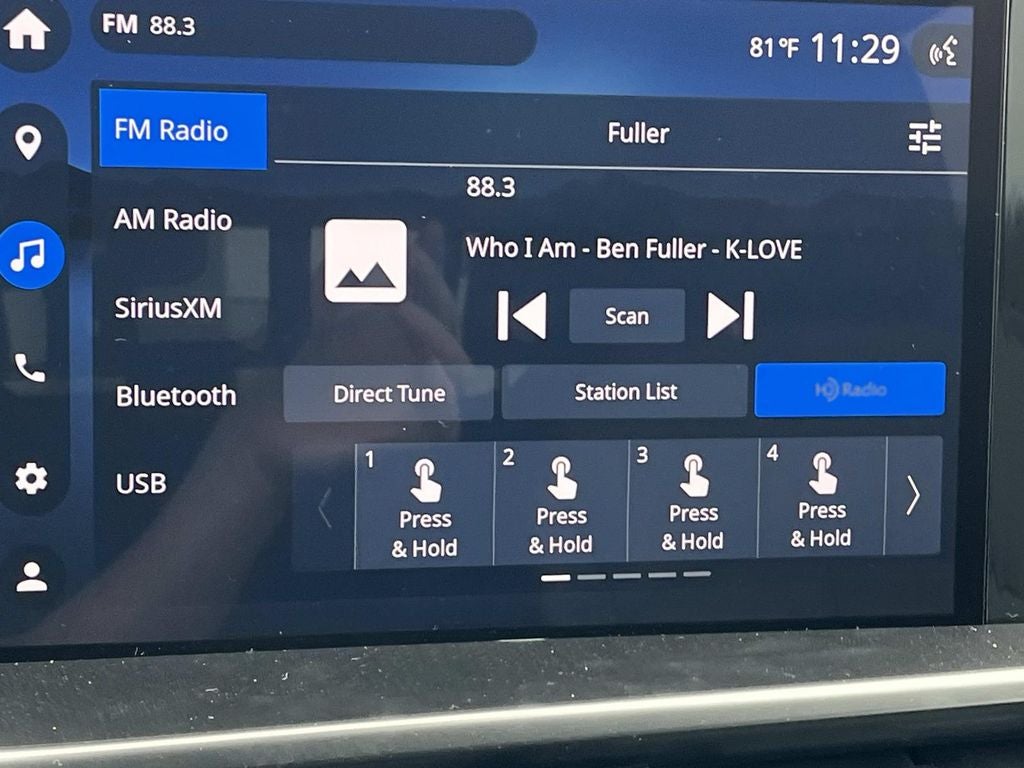 FM 88.3
81°F 11:29
FM Radio
Fuller
88.3
AM Radio
Who I Am - Ben Fuller - K-LOVE
SiriusXM
Scan
Bluetooth
Direct Tune
Station List
HD Radio
USB
1
Press
& Hold
2
Press
& Hold
3
Press
& Hold
4
Press
& Hold